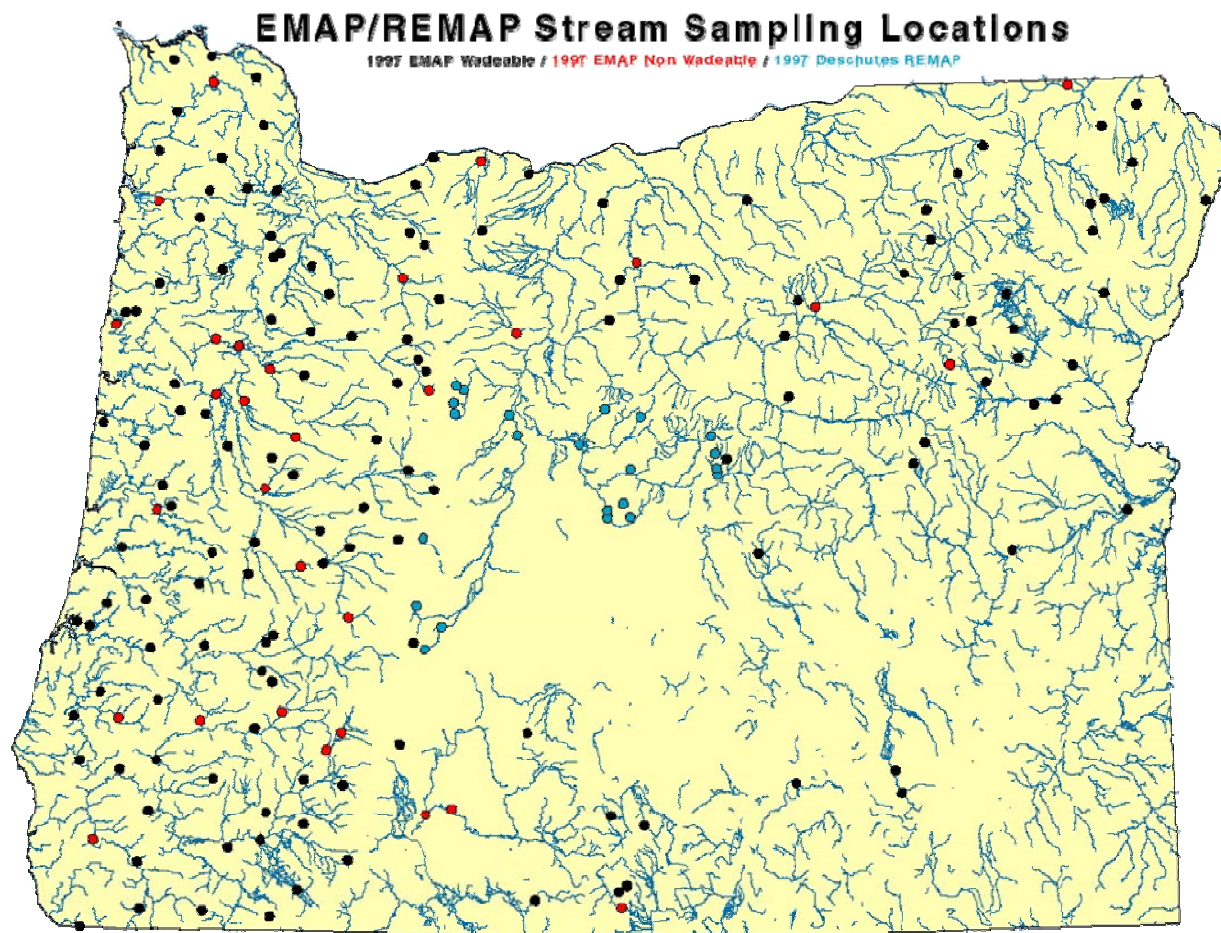 EMAP/REMAP Stream Sampling Locations
1997 EMAP Wadeable / 1997 EMAP Non Wadeable / 1997 Deschutes REMAP